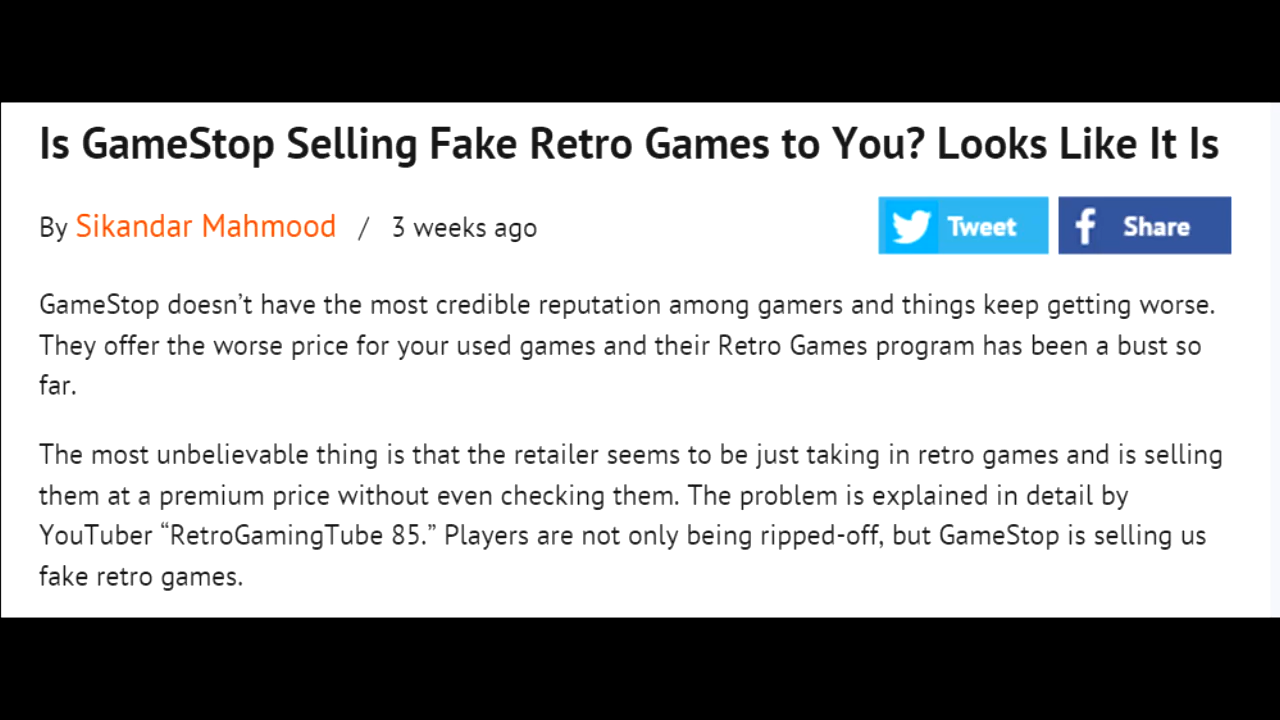 Is GameStop Selling Fake Retro Games to You? Looks Like It Is
By Sikandar Mahmood / 3 weeks ago
Tweet
Share
GameStop doesn’t have the most credible reputation among gamers and things keep getting worse.
They offer the worse price for your used games and their Retro Games program has been a bust so
far.
The most unbelievable thing is that the retailer seems to be just taking in retro games and is selling
them at a premium price without even checking them. The problem is explained in detail by
YouTuber “RetroGamingTube 85.” Players are not only being ripped-off, but GameStop is selling us
fake retro games.